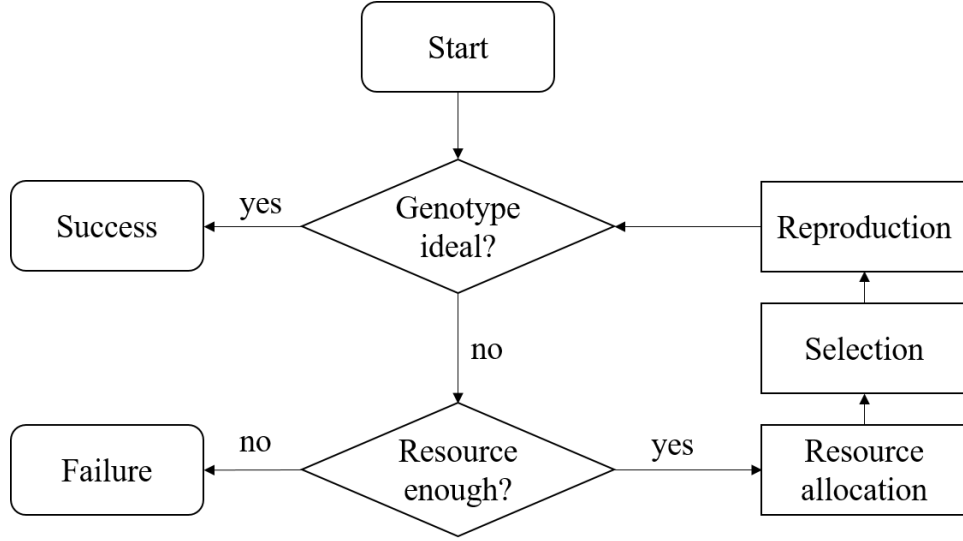 Start
yes
Success
Genotype
ideal?
Reproduction
no
Selection
no
Failure
Resource
enough?
yes
Resource
allocation